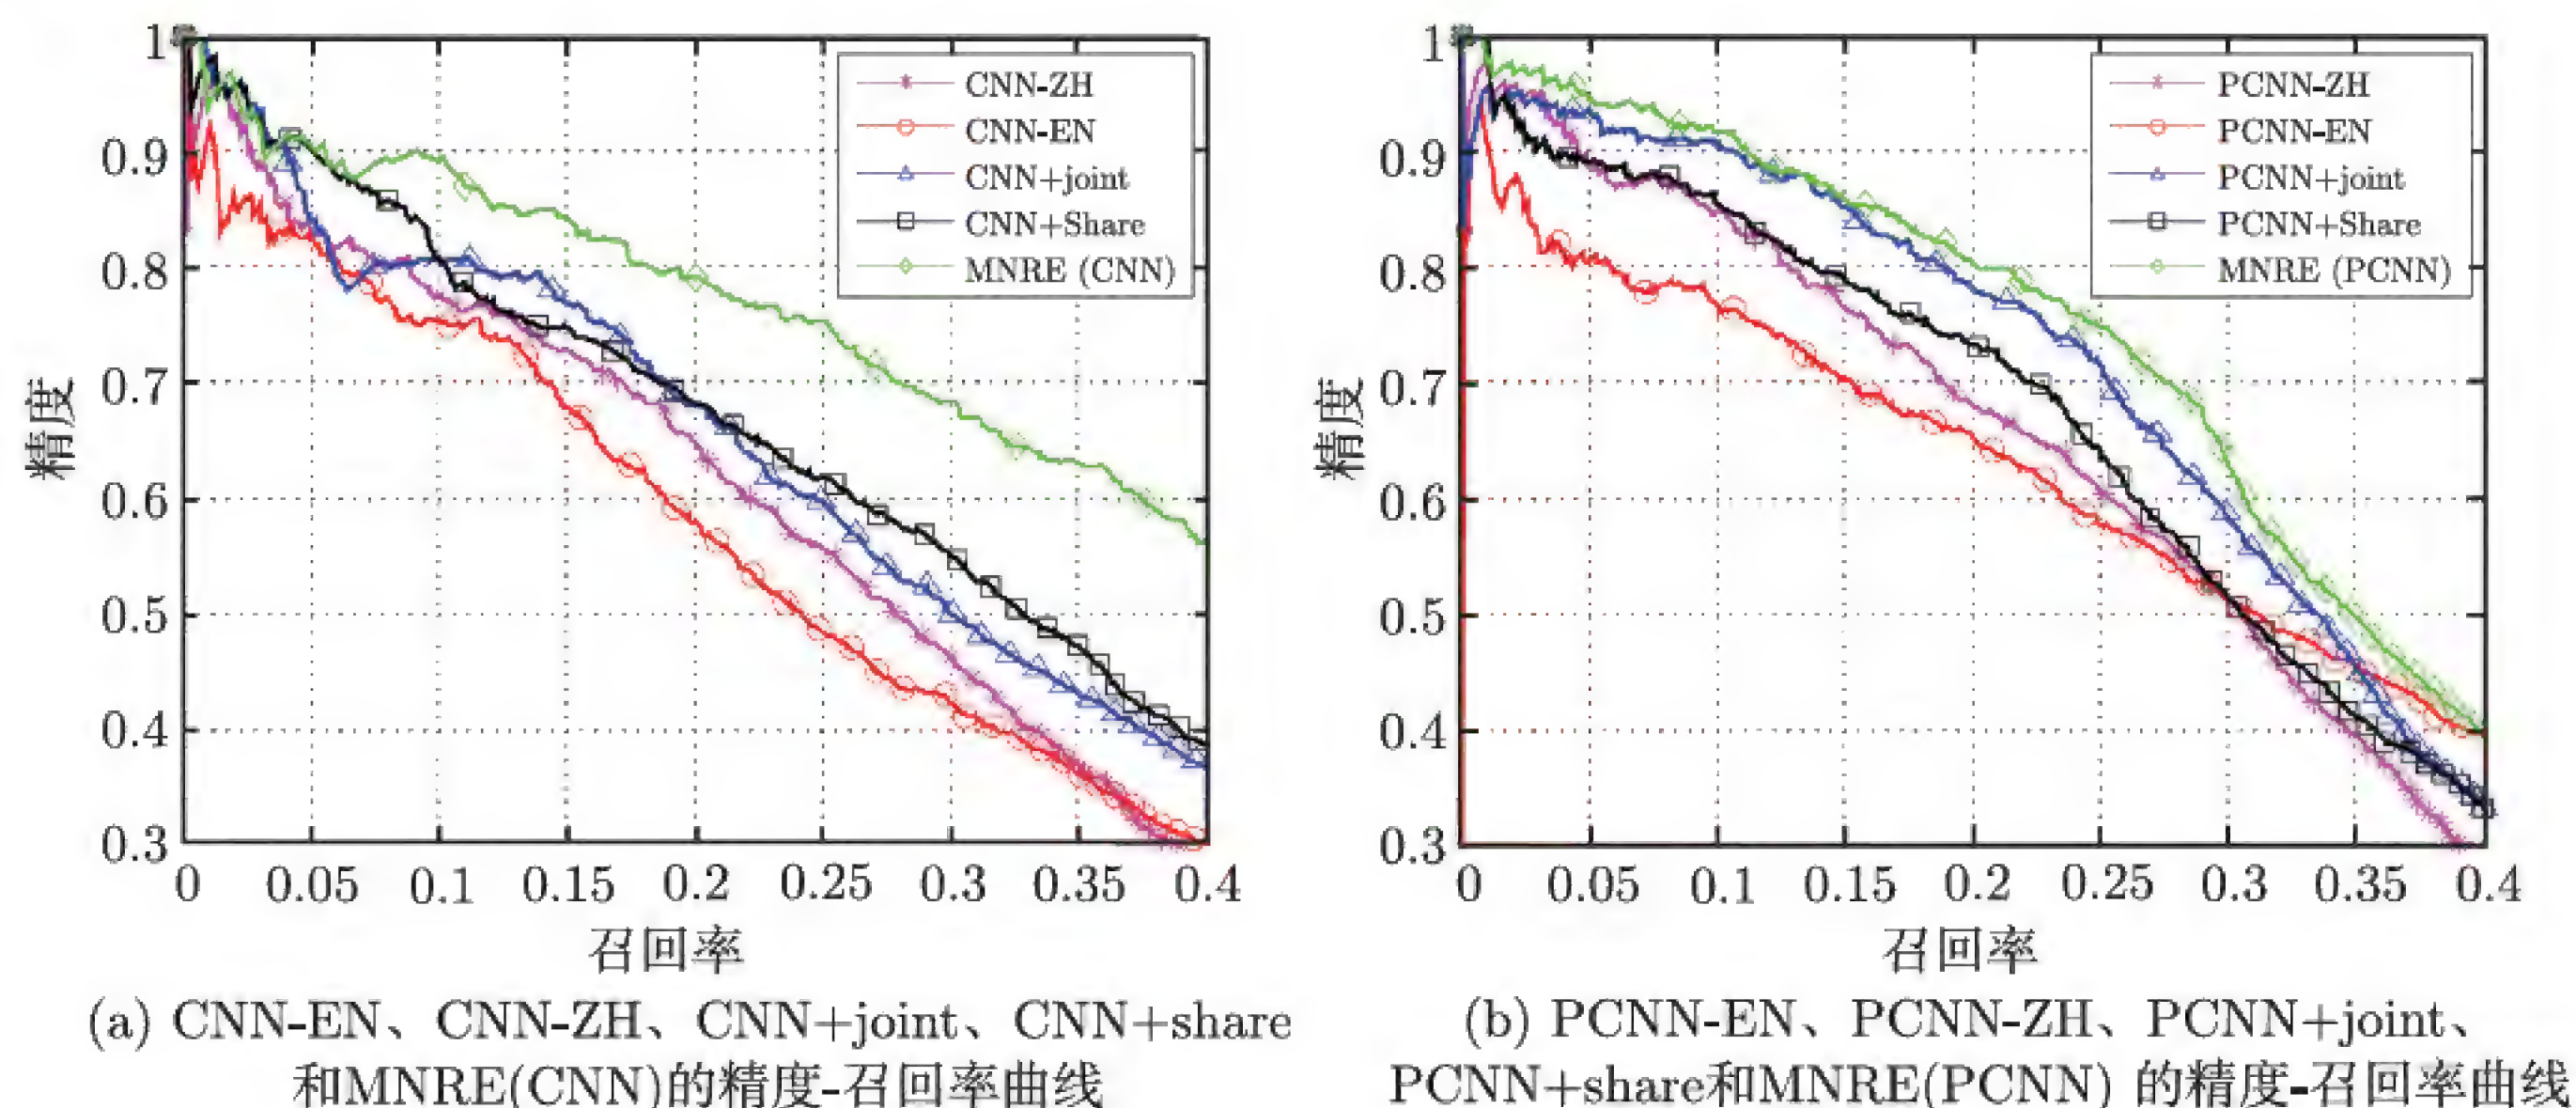 1
0.9
0.8
0.7
0.6
0.5
0.4
0.3
精度
0 0.05 0.1 0.15 0.2 0.25 0.3 0.35 0.4
召回率
CNN-ZH
CNN-EN
CNN+joint
CNN+Share
MNRE (CNN)
(a) CNN-EN、CNN-ZH、CNN+joint、CNN+share
和MNRE(CNN)的精度-召回率曲线
1
0.9
0.8
0.7
0.6
0.5
0.4
0.3
精度
0 0.05 0.1 0.15 0.2 0.25 0.3 0.35 0.4
召回率
PCNN-ZH
PCNN-EN
PCNN+joint
PCNN+Share
MNRE (PCNN)
(b) PCNN-EN、PCNN-ZH、PCNN+joint、
PCNN+share和MNRE(PCNN) 的精度-召回率曲线